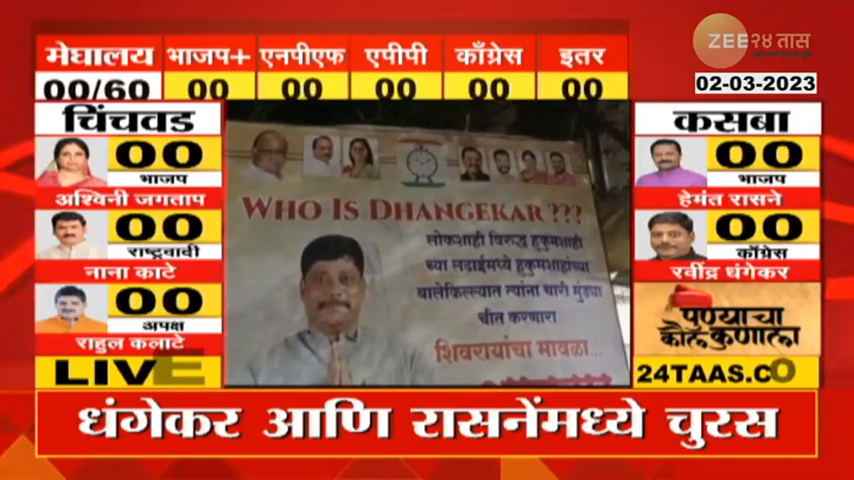 मेघालय भाजप+ एनपीएफ एपीपी काँग्रेस इतर
00/60 00 00 00 00 00
ZEE २४ तास
02-03-2023
चिंचवड
00
भाजप
अश्विनी जगताप
00
राष्ट्रवादी
नाना काटे
00
अपक्ष
राहुल कलाटे
LIVE
WHO IS DHANGEKAR ???
लोकशाही विरुद्ध हुकुमशाही
च्या लढाईमध्ये हुकुमशाहांच्या
बालेकिल्ल्यात त्यांना चारी मुंड्या
चीत करणारा
शिवरायांचा मावळा...
कसबा
00
भाजप
हेमंत रासने
00
काँग्रेस
रवींद्र धंगेकर
पुण्याचा
कौल कुणाला
24TAAS.CO
धंगेकर आणि रासनेंमध्ये चुरस